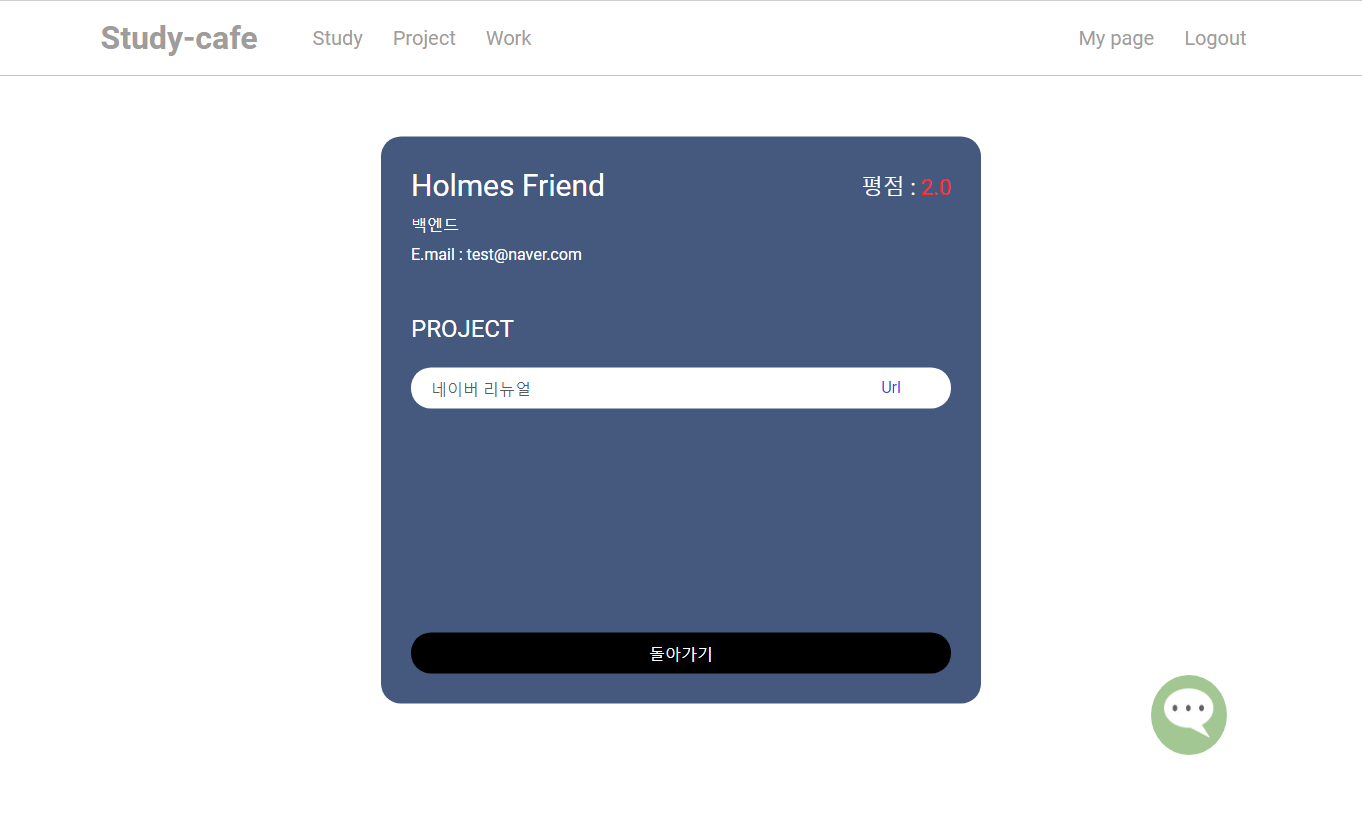 Study-cafe Study Project Work My page Logout
Holmes Friend 평점 : 2.0
백엔드
E.mail : test@naver.com
PROJECT
네이버 리뉴얼 Url
돌아가기